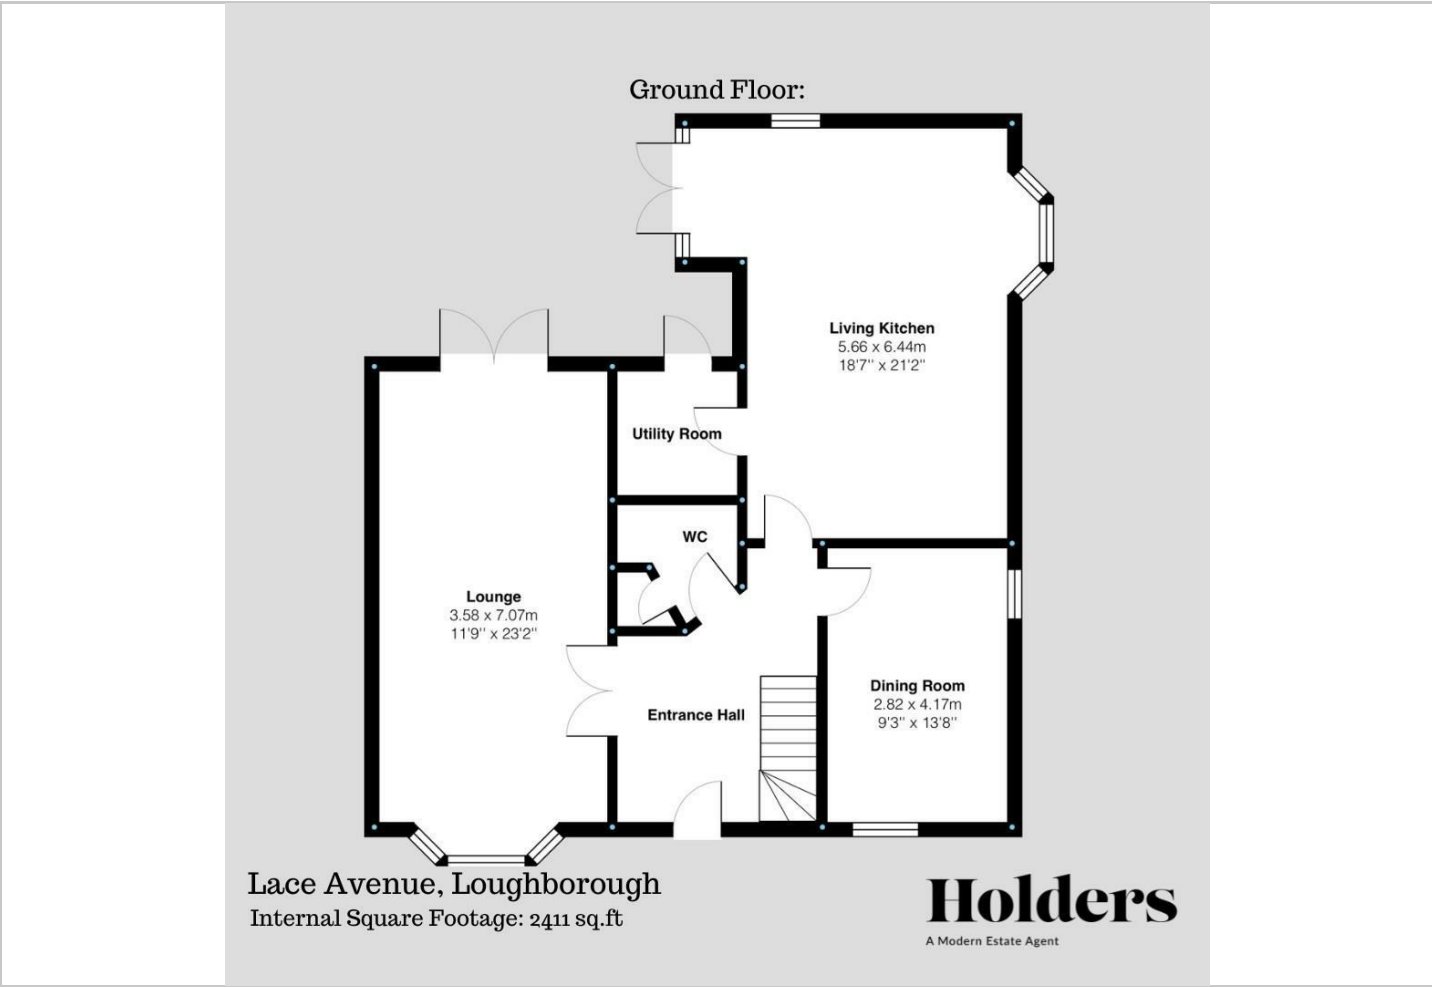 Ground Floor:
Living Kitchen
5.66 x 6.44m
18'7" x 21'2"
Utility Room
WC
Lounge
3.58 x 7.07m
11'9" x 23'2"
Dining Room
2.82 x 4.17m
9'3" x 13'8"
Entrance Hall
Lace Avenue, Loughborough
Internal Square Footage: 2411 sq.ft
Holders
A Modern Estate Agent